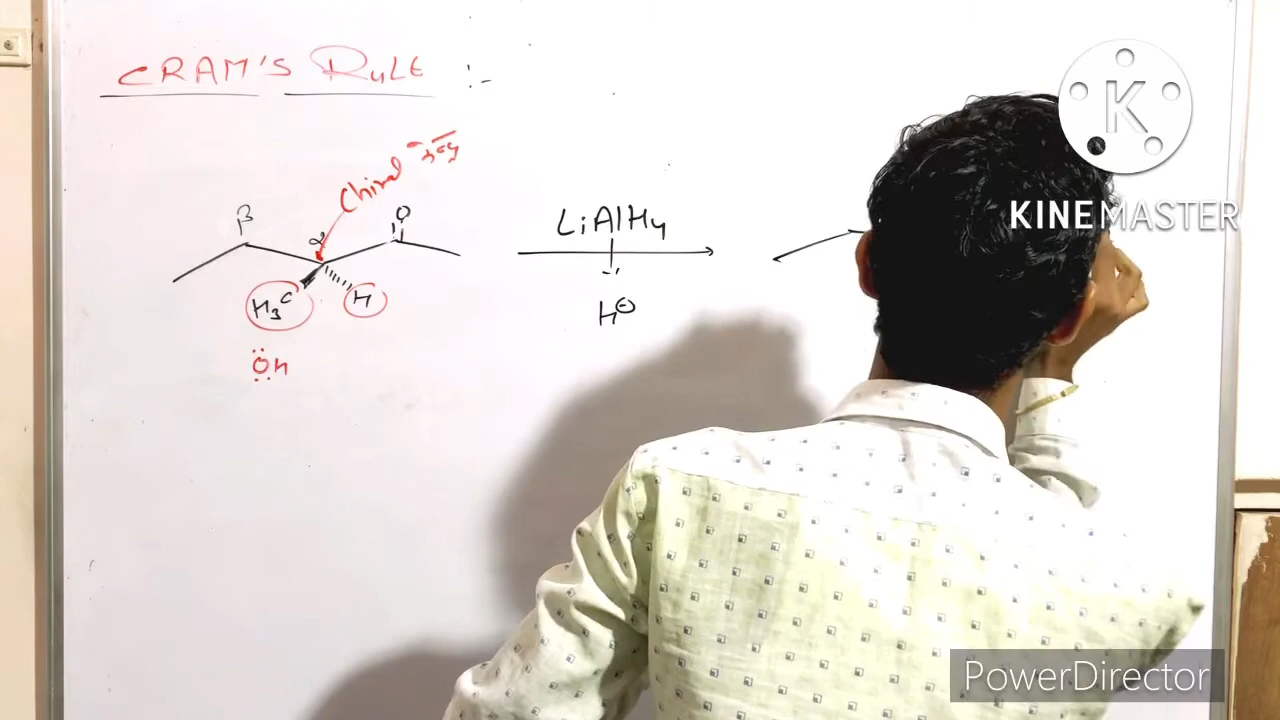 CRAM'S RULE :-
Chiral
β
α
O
H₃C
H
ÖH
LiAlH₄
H⊖
K
KINEMASTER
PowerDirector